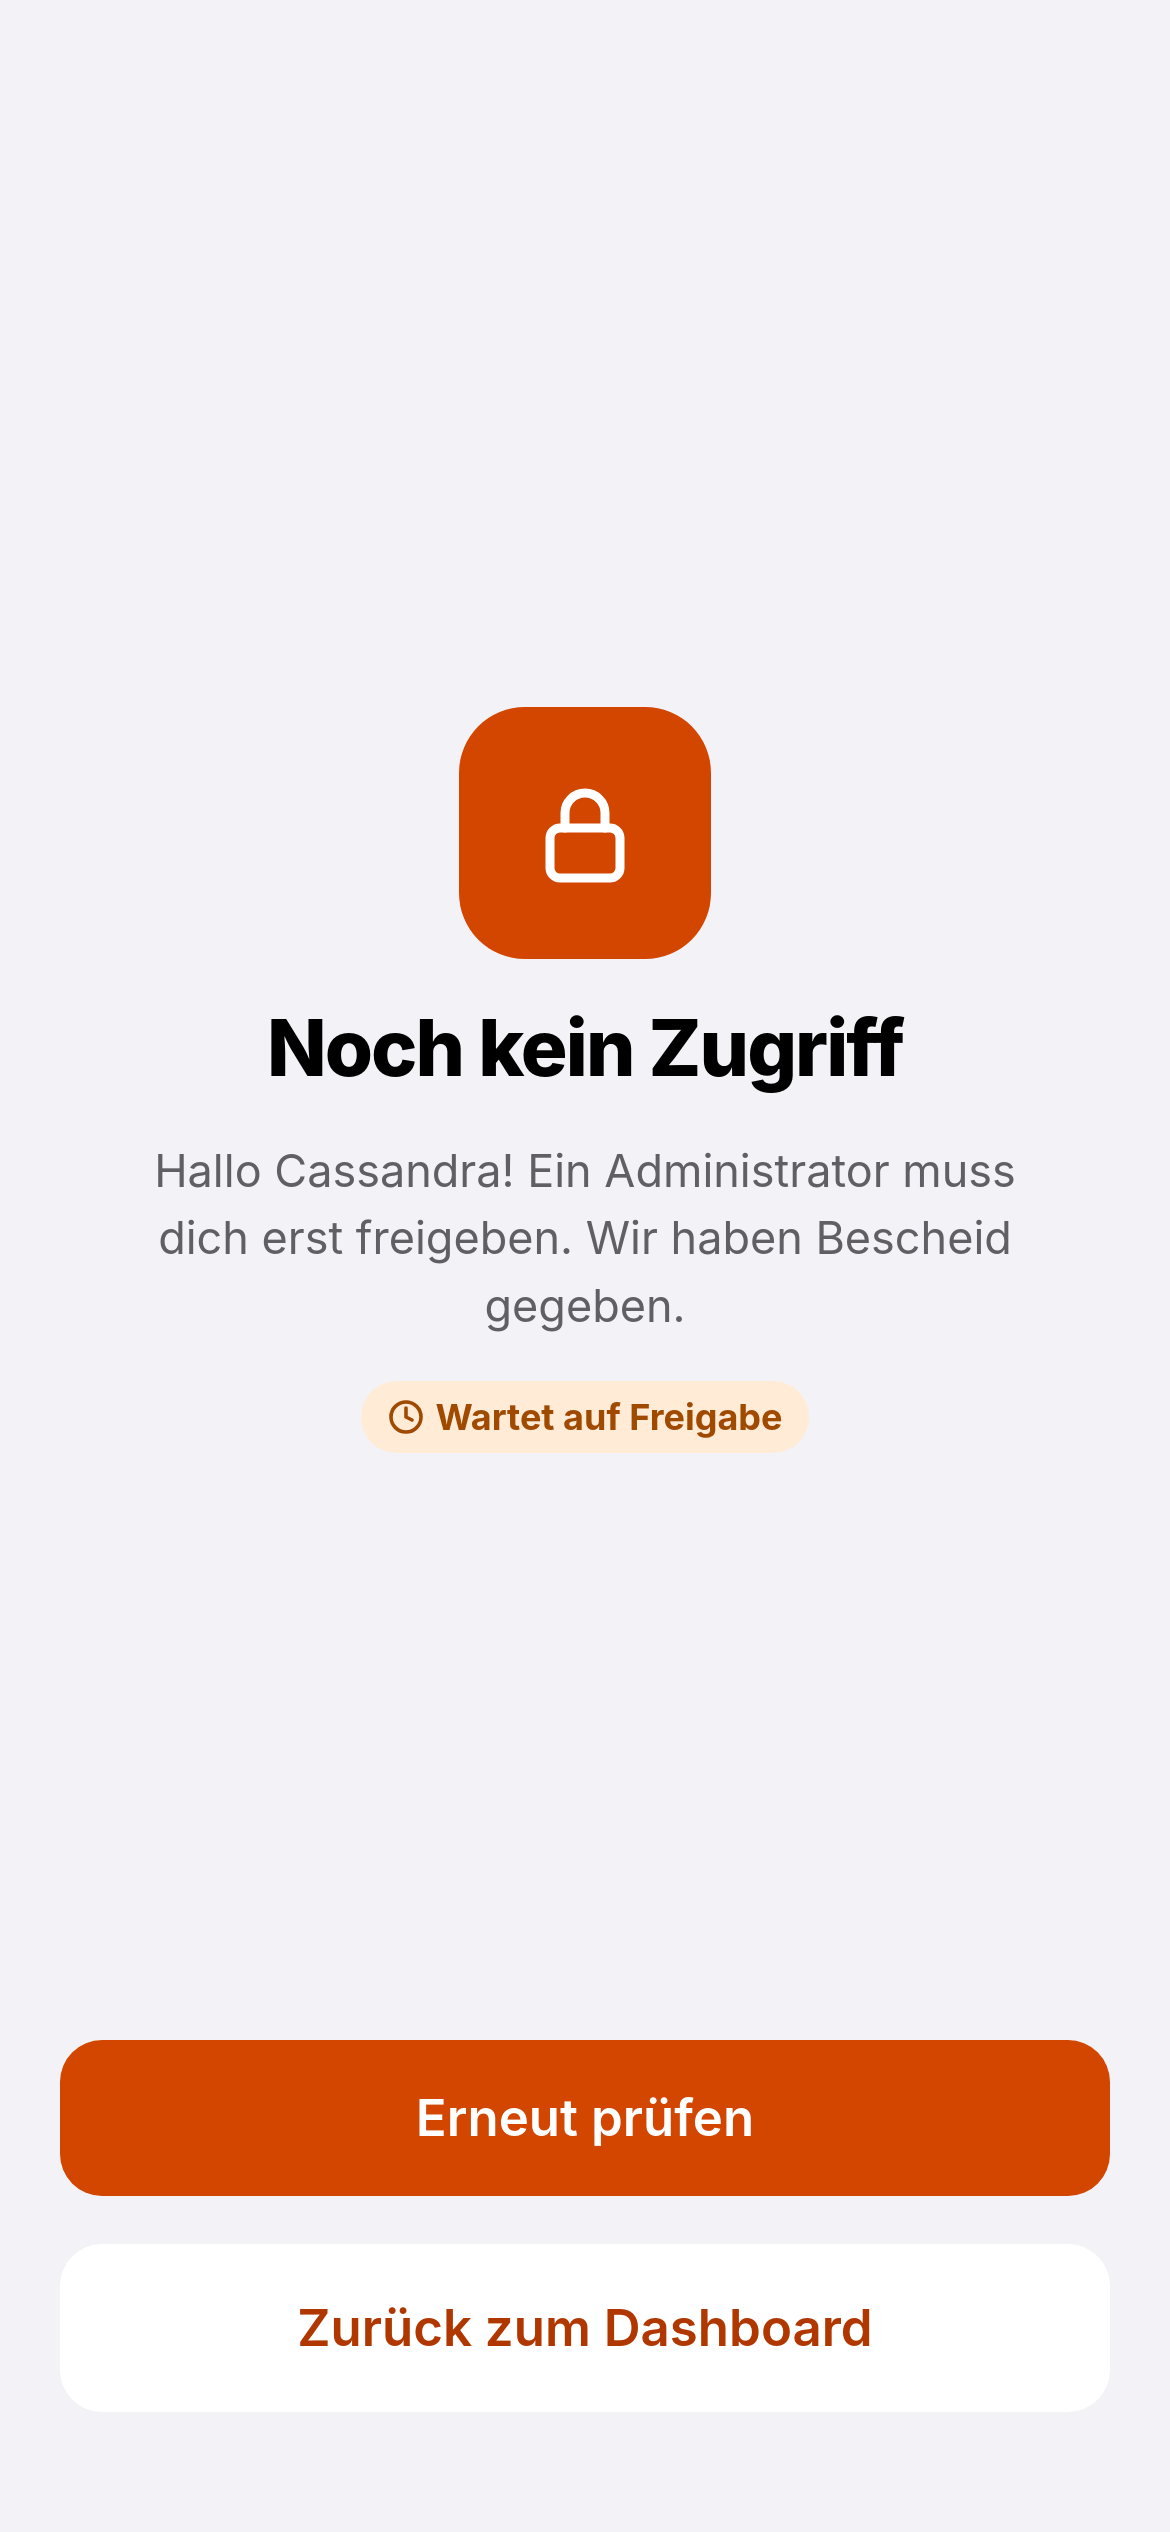 Noch kein Zugriff
Hallo Cassandra! Ein Administrator muss
dich erst freigeben. Wir haben Bescheid
gegeben.
Wartet auf Freigabe
Erneut prüfen
Zurück zum Dashboard